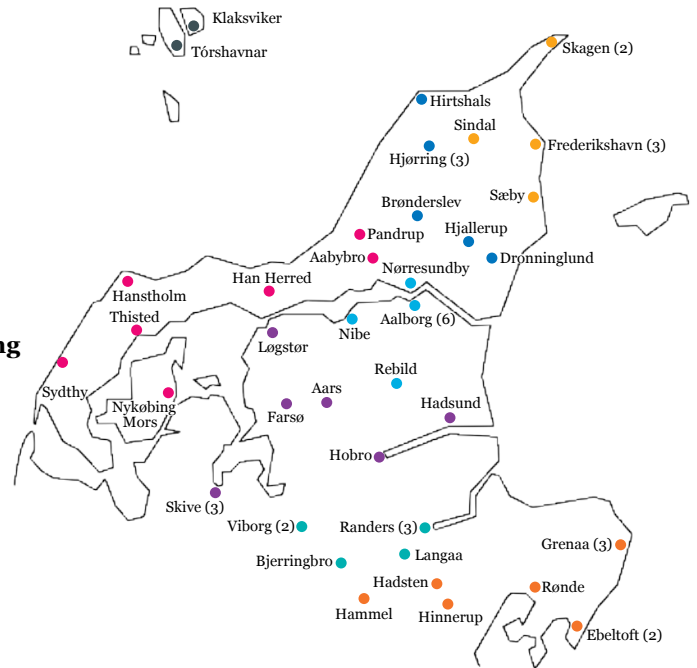 Klaksviker
Tórshavnar
Skagen (2)
Hirtshals
Sindal
Frederikshavn (3)
Hjørring (3)
Sæby
Brønderslev
Hjallerup
Pandrup
Aabybro
Dronninglund
Nørresundby
Han Herred
Hanstholm
Thisted
Aalborg (6)
Nibe
ng
Løgstør
Sydthy
Rebild
Aars
Nykøbing
Mors
Farsø
Hadsund
Hobro
Skive (3)
Viborg (2)
Randers (3)
Grenaa (3)
Bjerringbro
Langaa
Hadsten
Rønde
Hammel
Hinnerup
Ebeltoft (2)